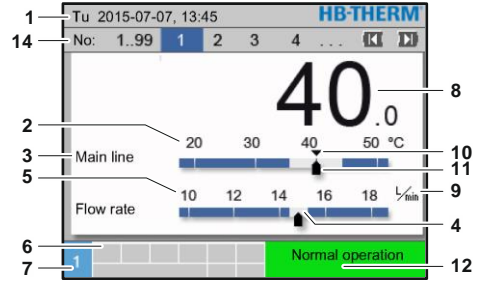 1 Tu 2015-07-07, 13:45 HB-THERM
14 No: 1..99 1 2 3 4 ...
40.0 8
2 20 30 40 50 °C 10
3 Main line 11
5 10 12 14 16 18 L/min 9
Flow rate 4
6
7 1 Normal operation 12